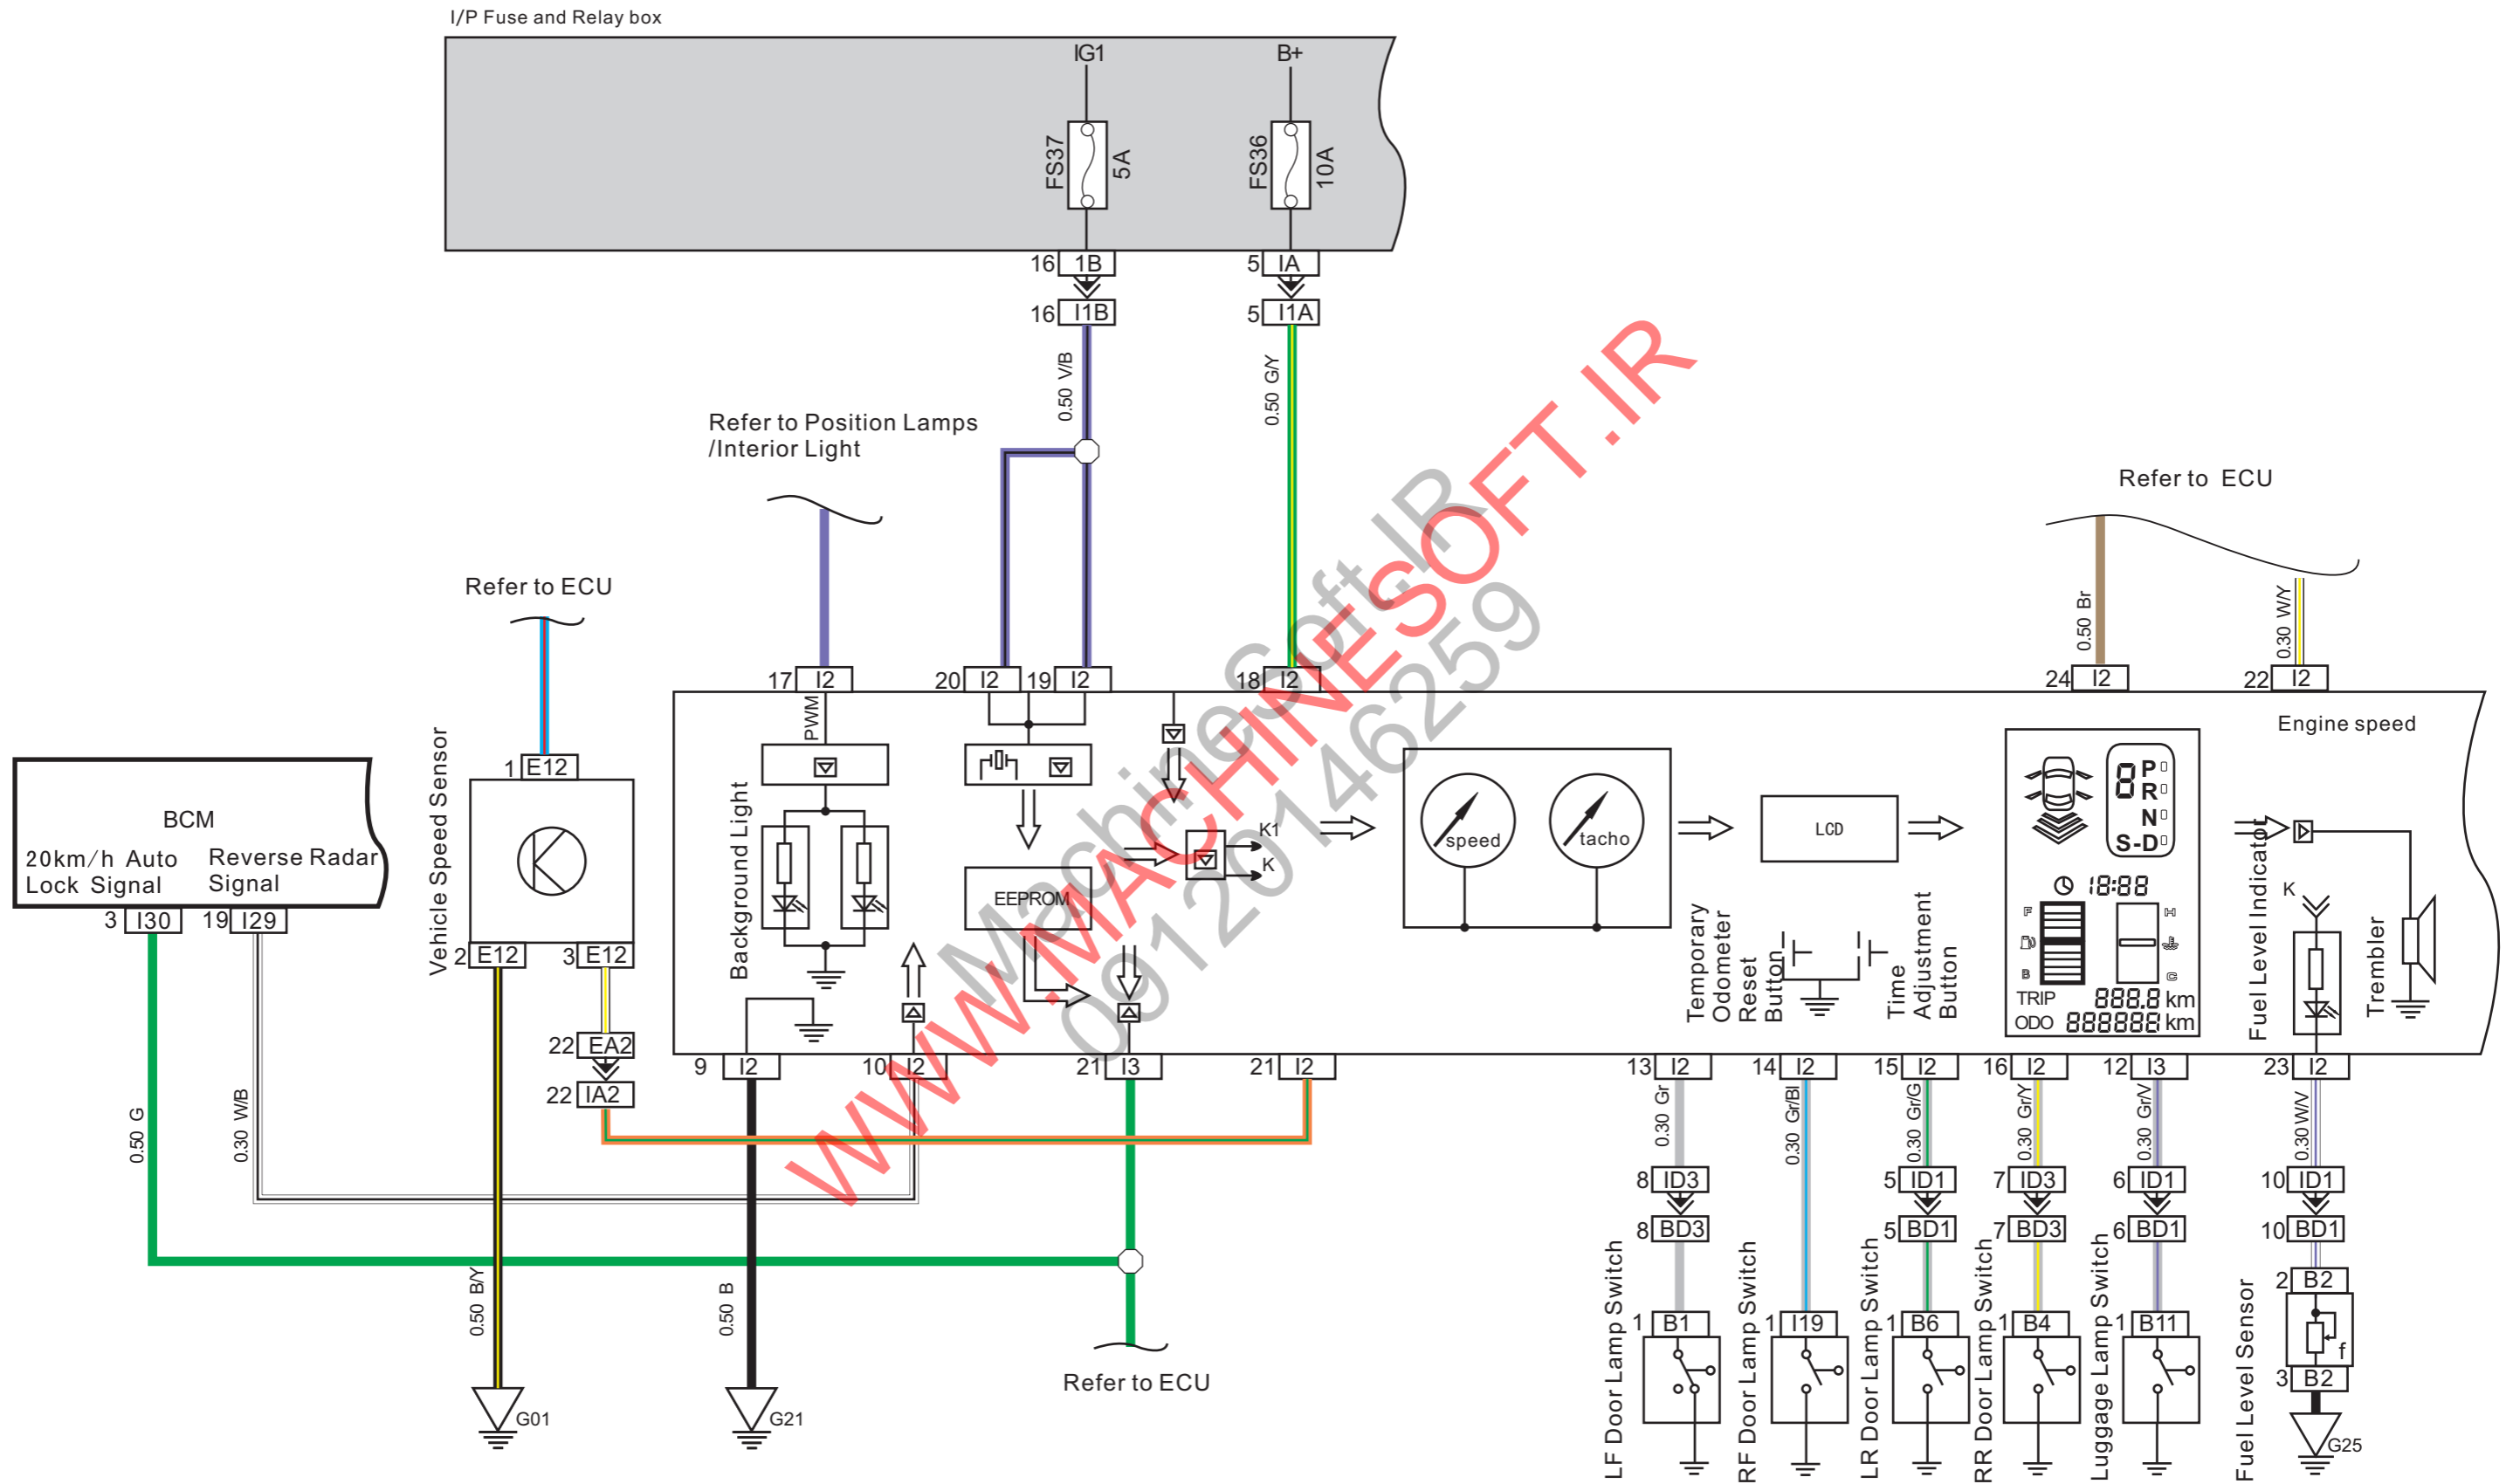 I/P Fuse and Relay box
IG1
B+
FS37
5A
FS36
10A
16 1B
5 IA
16 I1B
5 I1A
0.50 V/B
0.50 G/Y
Refer to Position Lamps
/Interior Light
Refer to ECU
Refer to ECU
0.50 Br
0.30 W/Y
17 I2
20 I2
19 I2
18 I2
24 I2
22 I2
Engine speed
BCM
20km/h Auto
Lock Signal
Reverse Radar
Signal
3 I30
19 I29
Vehicle Speed Sensor
1 E12
2 E12
3 E12
22 EA2
22 IA2
PWM
Background Light
EEPROM
K1
K
speed
tacho
LCD
Temporary
Odometer
Reset
Button
Time
Adjustment
Button
8
P
R
N
S-D
18:88
F
B
H
C
TRIP 888.8 km
ODO 888888 km
Fuel Level Indicator
K
Trembler
9 I2
10 I2
21 I3
21 I2
13 I2
14 I2
15 I2
16 I2
12 I3
23 I2
0.50 G
0.30 W/B
0.50 B/Y
0.50 B
0.30 Gr
0.30 Gr/Bl
0.30 Gr/G
0.30 Gr/Y
0.30 Gr/V
0.30 W/V
8 ID3
5 ID1
7 ID3
6 ID1
10 ID1
8 BD3
5 BD1
7 BD3
6 BD1
10 BD1
LF Door Lamp Switch
1 B1
RF Door Lamp Switch
1 I19
LR Door Lamp Switch
1 B6
RR Door Lamp Switch
1 B4
Luggage Lamp Switch
1 B11
Fuel Level Sensor
2 B2
f
3 B2
G01
G21
G25
Refer to ECU
MachineSoft.IR
WWW.MACHINESOFT.IR
09120146259